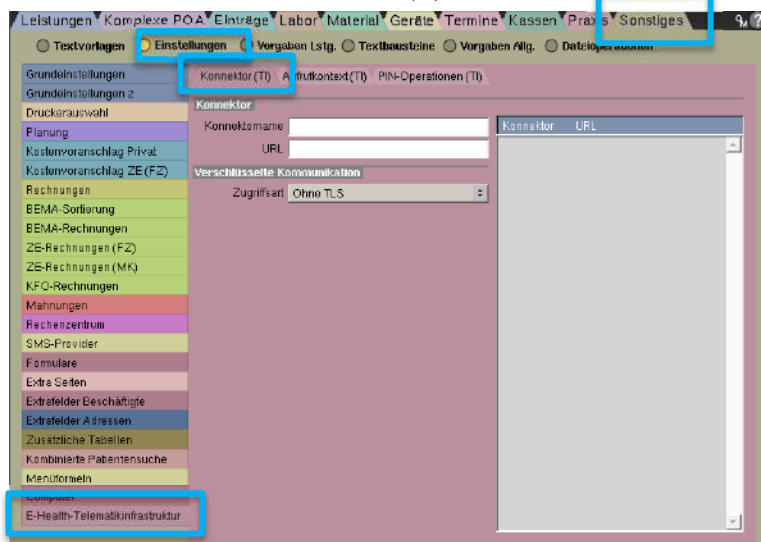 Leistungen Komplexe POA Einträge Labor Material Geräte Termine Kassen Praxis Sonstiges
Textvorlagen Einstellungen Vorgaben Lstg. Textbausteine Vorgaben Allg. Dateioperationen
Grundeinstellungen
Grundeinstellungen 2
Druckerauswahl
Planung
Kostenvoranschlag Privat
Kostenvoranschlag ZE (FZ)
Rechnungen
BEMA-Sortierung
BEMA-Rechnungen
ZE-Rechnungen (FZ)
ZE-Rechnungen (MK)
KFO-Rechnungen
Mahnungen
Rechenzentrum
SMS-Provider
Formulare
Extra Seiten
Extrafelder Beschäftigte
Extrafelder Adressen
Zusätzliche Tabellen
Kombinierte Patientensuche
Menüformeln
Computer
E-Health-Telematikinfrastruktur
Konnektor (TI) Aufrufkontext (TI) PIN-Operationen (TI)
Konnektor
Konnektorname
URL
Verschlüsselte Kommunikation
Zugriffsart Ohne TLS
Konnektor URL